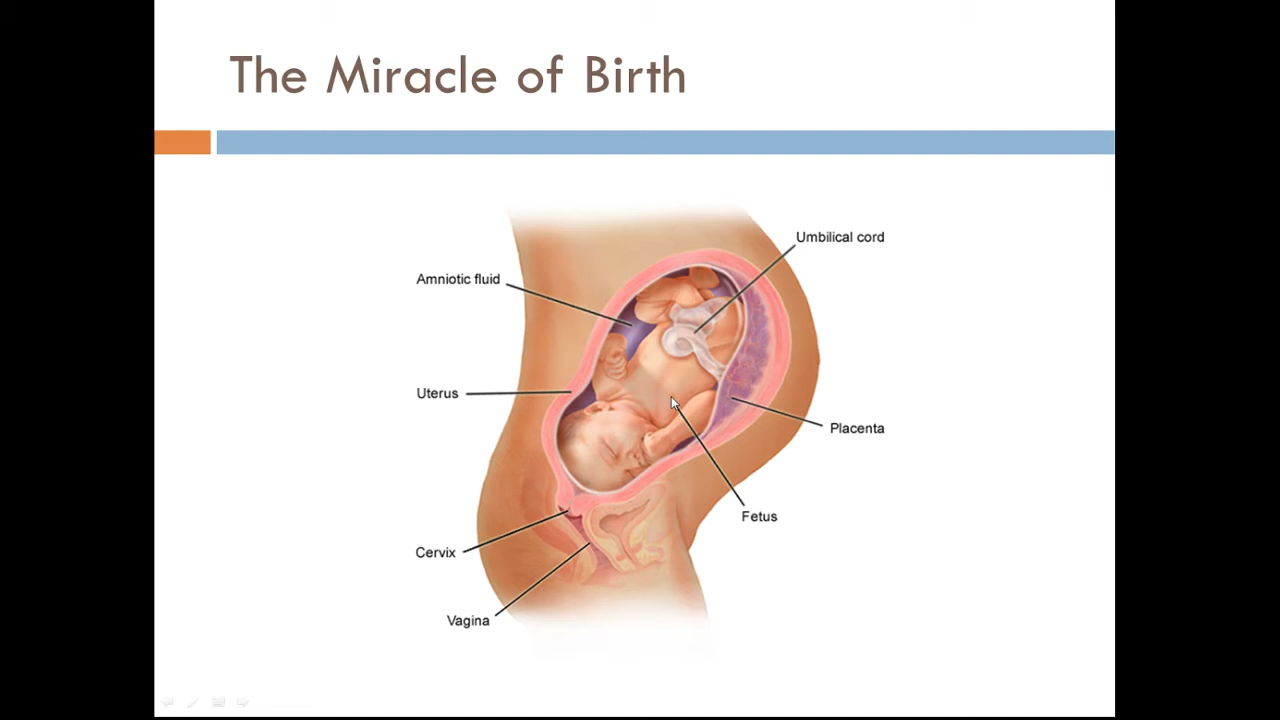 The Miracle of Birth
Umbilical cord
Amniotic fluid
Uterus
Placenta
Fetus
Cervix
Vagina